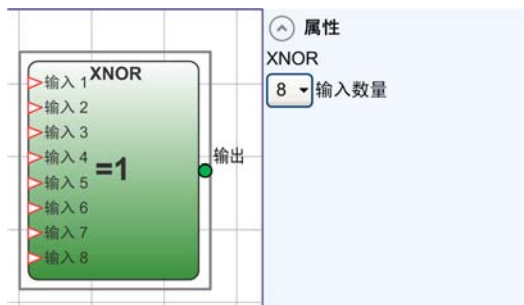 XNOR
输入 1
输入 2
输入 3
输入 4
输入 5
输入 6
输入 7
输入 8
=1
输出
属性
XNOR
8 输入数量